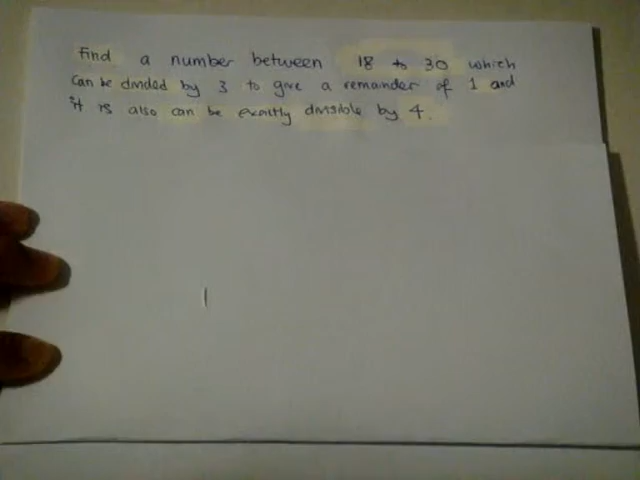 find a number between 18 to 30 which
can be divided by 3 to give a remainder of 1 and
it is also can be exactly divisible by 4.